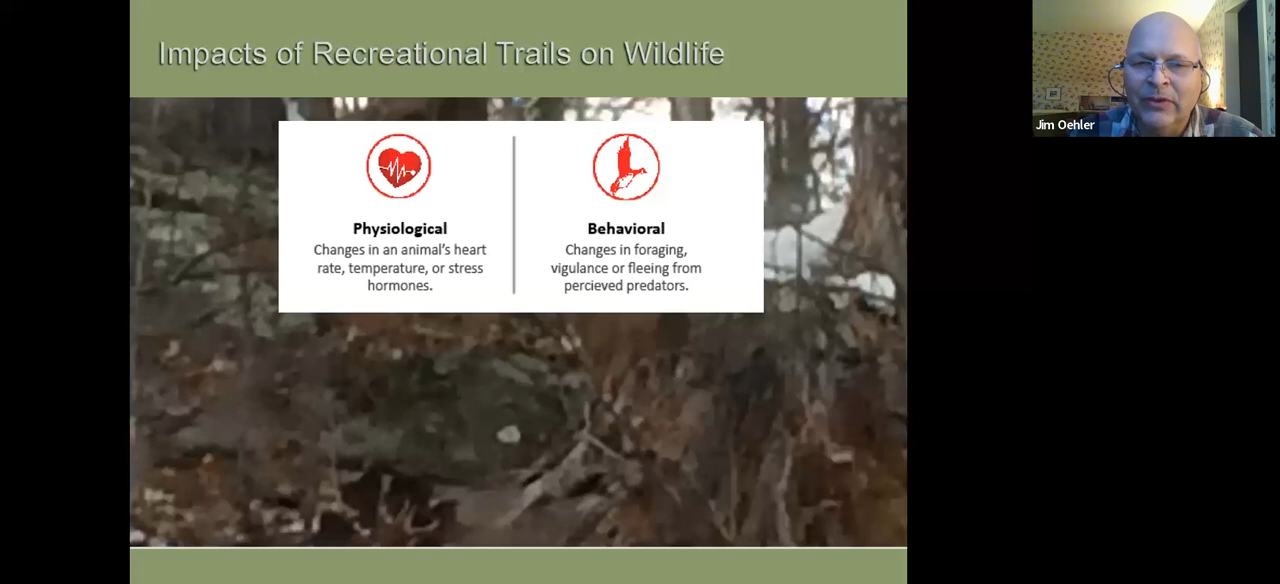 Impacts of Recreational Trails on Wildlife
Jim Oehler
Physiological
Changes in an animal's heart
rate, temperature, or stress
hormones.
Behavioral
Changes in foraging,
vigulance or fleeing from
percieved predators.